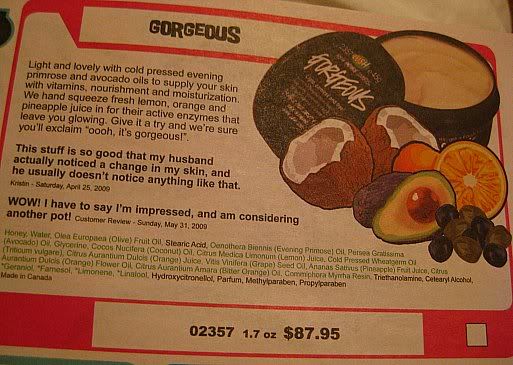 GORGEOUS
Light and lovely with cold pressed evening
primrose and avocado oils to supply your skin
with vitamins, nourishment and moisturization.
We hand squeeze fresh lemon, orange and
pineapple juice in for their active enzymes that
leave you glowing. Give it a try and we're sure
you'll exclaim "oooh, it's gorgeous!".
This stuff is so good that my husband
actually noticed a change in my skin, and
he usually doesn't notice anything like that.
Kristin - Saturday, April 25, 2009
WOW! I have to say I'm impressed, and am considering
another pot! Customer Review - Sunday, May 31, 2009
Honey, Water, Olea Europaea (Olive) Fruit Oil, Stearic Acid, Oenothera Biennis (Evening Primose) Oil, Persea Gratissima
(Avocado) Oil, Glycerine, Cocos Nucifera (Coconut) Oil, Citrus Medica Limonum (Lemon) Juice, Cold Pressed Wheatgerm Oil
(Triticum vulgare), Citrus Aurantium Dulcis (Orange) Juice, Vitis Vinifera (Grape) Seed Oil, Ananas Sativus (Pineapple) Fruit Juice, Citrus
Aurantium Dulcis (Orange) Flower Oil, Citrus Aurantium Amara (Bitter Orange) Oil, Commiphora Myrrha Resin, Triethanolamine, Cetearyl Alcohol,
*Geraniol, *Farnesol, *Limonene, *Linalool, Hydroxycitronellol, Parfum, Methylparaben, Propylparaben
Made in Canada
GORGEOUS
02357 1.7 oz $87.95